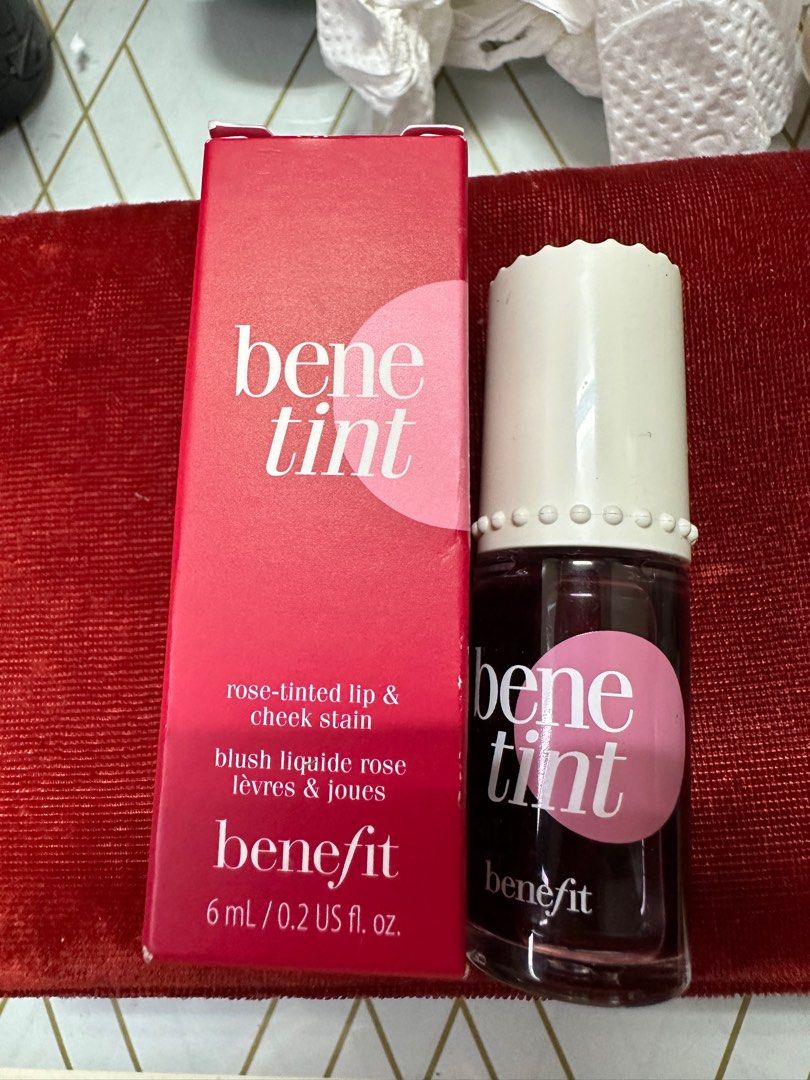 bene
tint
rose-tinted lip &
cheek stain
blush liquide rose
lèvres & joues
benefit
6 mL / 0.2 US fl. oz.
bene
tint
benefit